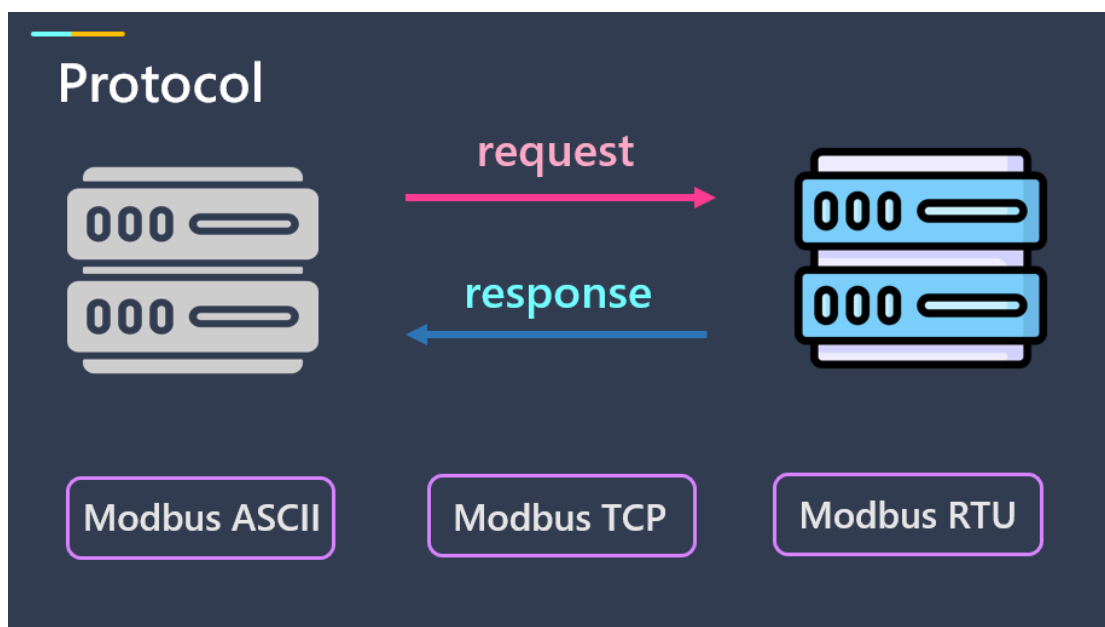 Protocol
request
response
Modbus ASCII
Modbus TCP
Modbus RTU